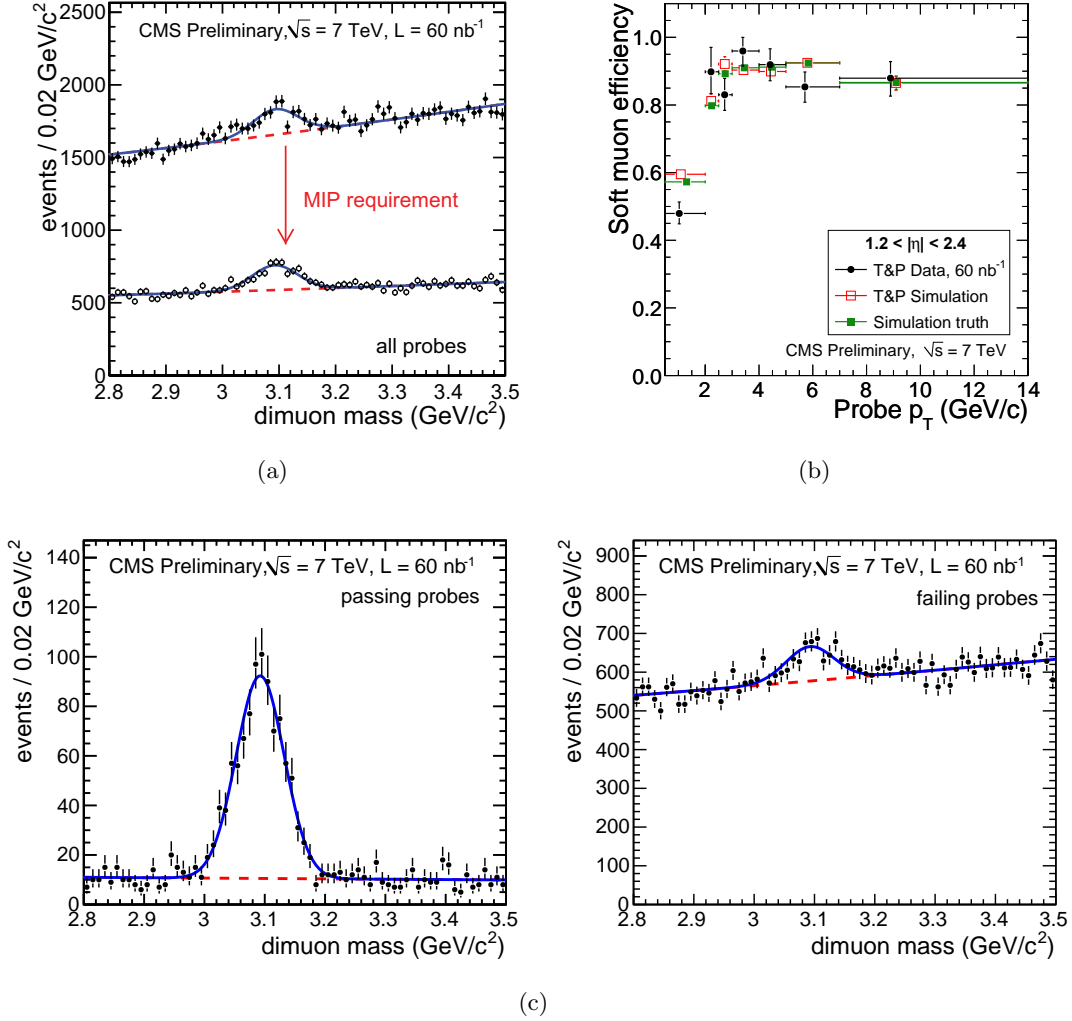 CMS Preliminary,√s = 7 TeV, L = 60 nb⁻¹
events / 0.02 GeV/c²
2500
2000
1500
1000
500
0
MIP requirement
all probes
2.8 2.9 3 3.1 3.2 3.3 3.4 3.5
dimuon mass (GeV/c²)
(a)
Soft muon efficiency
1.0
0.8
0.6
0.4
0.2
0.0
1.2 < |η| < 2.4
T&P Data, 60 nb⁻¹
T&P Simulation
Simulation truth
CMS Preliminary, √s = 7 TeV
2 4 6 8 10 12 14
Probe p_T (GeV/c)
(b)
CMS Preliminary,√s = 7 TeV, L = 60 nb⁻¹
passing probes
events / 0.02 GeV/c²
140
120
100
80
60
40
20
0
2.8 2.9 3 3.1 3.2 3.3 3.4 3.5
dimuon mass (GeV/c²)
CMS Preliminary,√s = 7 TeV, L = 60 nb⁻¹
failing probes
events / 0.02 GeV/c²
900
800
700
600
500
400
300
200
100
0
2.8 2.9 3 3.1 3.2 3.3 3.4 3.5
dimuon mass (GeV/c²)
(c)